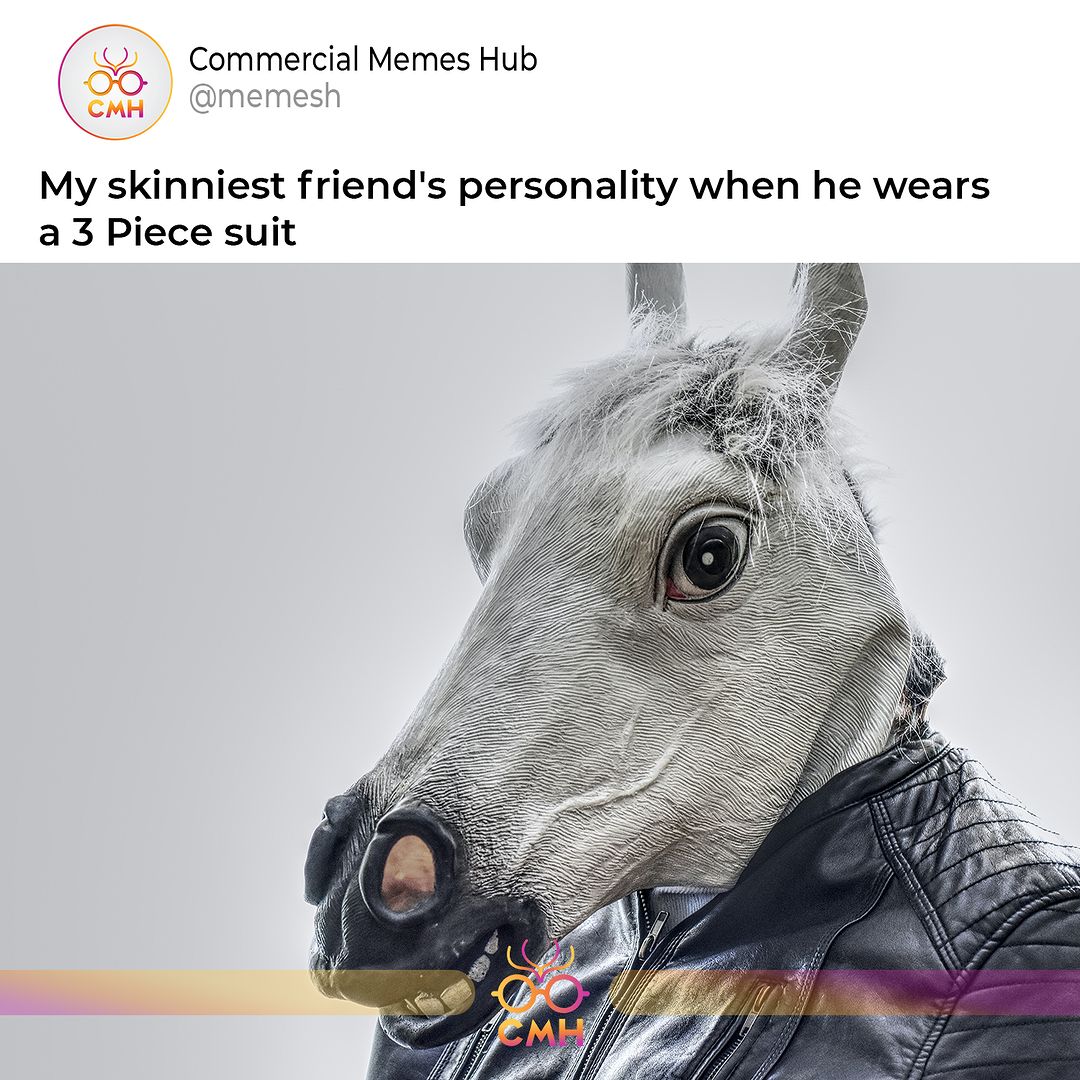 CMH
Commercial Memes Hub
@memesh
My skinniest friend's personality when he wears
a 3 Piece suit
CMH